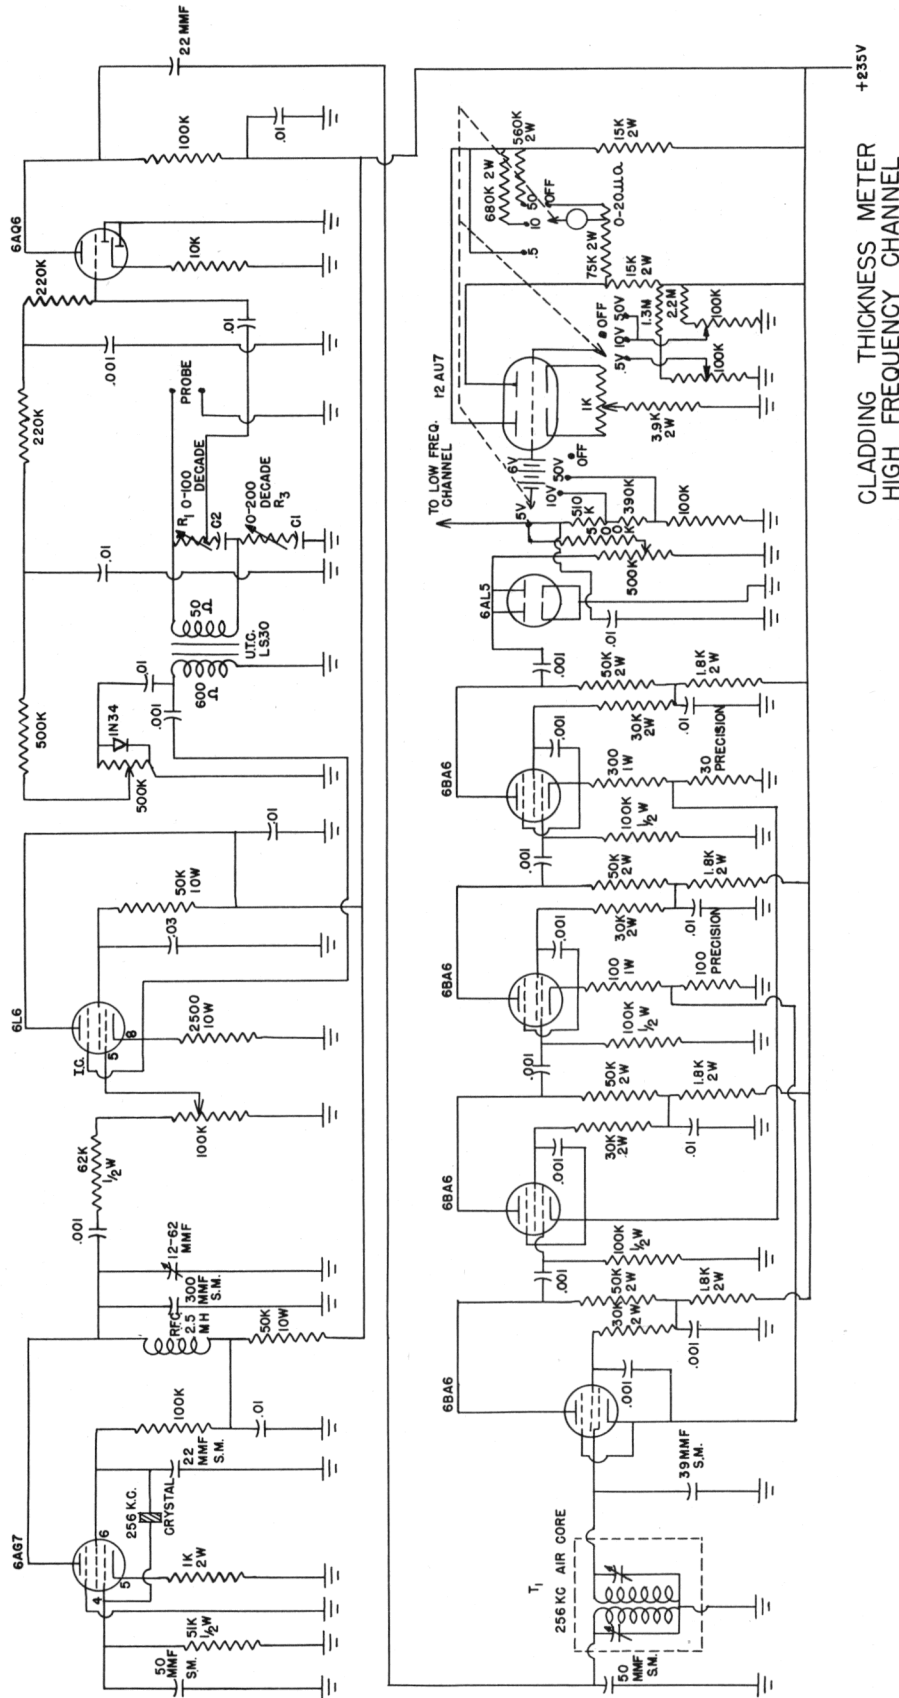 6AG7
4
5
6
50
MMF
S.M.
51K
½W
1K
2W
256 K.C.
CRYSTAL
22
MMF
S.M.
100K
.01
RFC
2.5
MH
50K
10W
300
MMF
S.M.
12-62
MMF
.001
62K
½W
100K
6L6
T.G.
5
8
2500
10W
.03
50K
10W
.01
500K
1N34
500K
.01
.001
600
Ω
U.T.C.
LS30
50
Ω
.01
R1 0-100
DECADE
C2
0-200
DECADE
R3
C1
PROBE
220K
.001
220K
.01
6AQ6
10K
100K
.01
22 MMF
50
MMF
S.M.
T1
256 KC AIR CORE
39 MMF
S.M.
6BA6
.001
30K
2W
50K
2W
.001
1.8K
2W
.001
100K
½W
6BA6
.001
30K
2W
50K
2W
.01
1.8K
2W
.001
100K
½W
6BA6
.001
100
1W
100
PRECISION
30K
2W
50K
2W
.01
1.8K
2W
.001
100K
½W
6BA6
.001
300
1W
30
PRECISION
30K
2W
50K
2W
.01
1.8K
2W
.001
6AL5
.01
500K
TO LOW FREQ.
CHANNEL
510
K
390K
100K
10V
50V
OFF
6V
12 AU7
1K
3.9K
2W
.5V
10V
50V
OFF
100K
1.3M
2.2M
100K
15K
2W
75K 2W
0-20ua
.5
10
50
OFF
680K 2W
560K
2W
15K
2W
+235V
CLADDING THICKNESS METER
HIGH FREQUENCY CHANNEL